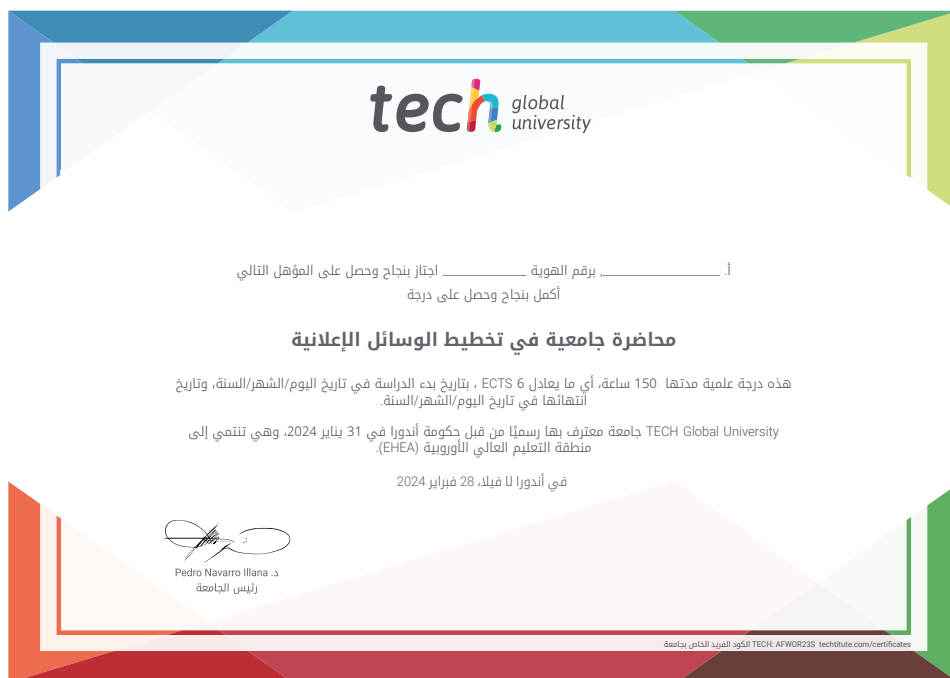 tech global university
أ. ____________________, برقم الهوية ______________ اجتاز بنجاح وحصل على المؤهل التالي
أكمل بنجاح وحصل على درجة
محاضرة جامعية في تخطيط الوسائل الإعلانية
هذه درجة علمية مدتها 150 ساعة، أي ما يعادل 6 ECTS ، بتاريخ بدء الدراسة في تاريخ اليوم/الشهر/السنة، وتاريخ
انتهائها في تاريخ اليوم/الشهر/السنة.
TECH Global University جامعة معترف بها رسميًا من قبل حكومة أندورا في 31 يناير 2024، وهي تنتمي إلى
منطقة التعليم العالي الأوروبية (EHEA).
في أندورا لا فيلا، 28 فبراير 2024
د. Pedro Navarro Illana
رئيس الجامعة
الكود الفريد الخاص بجامعة TECH: AFWOR23S techtitute.com/certificates